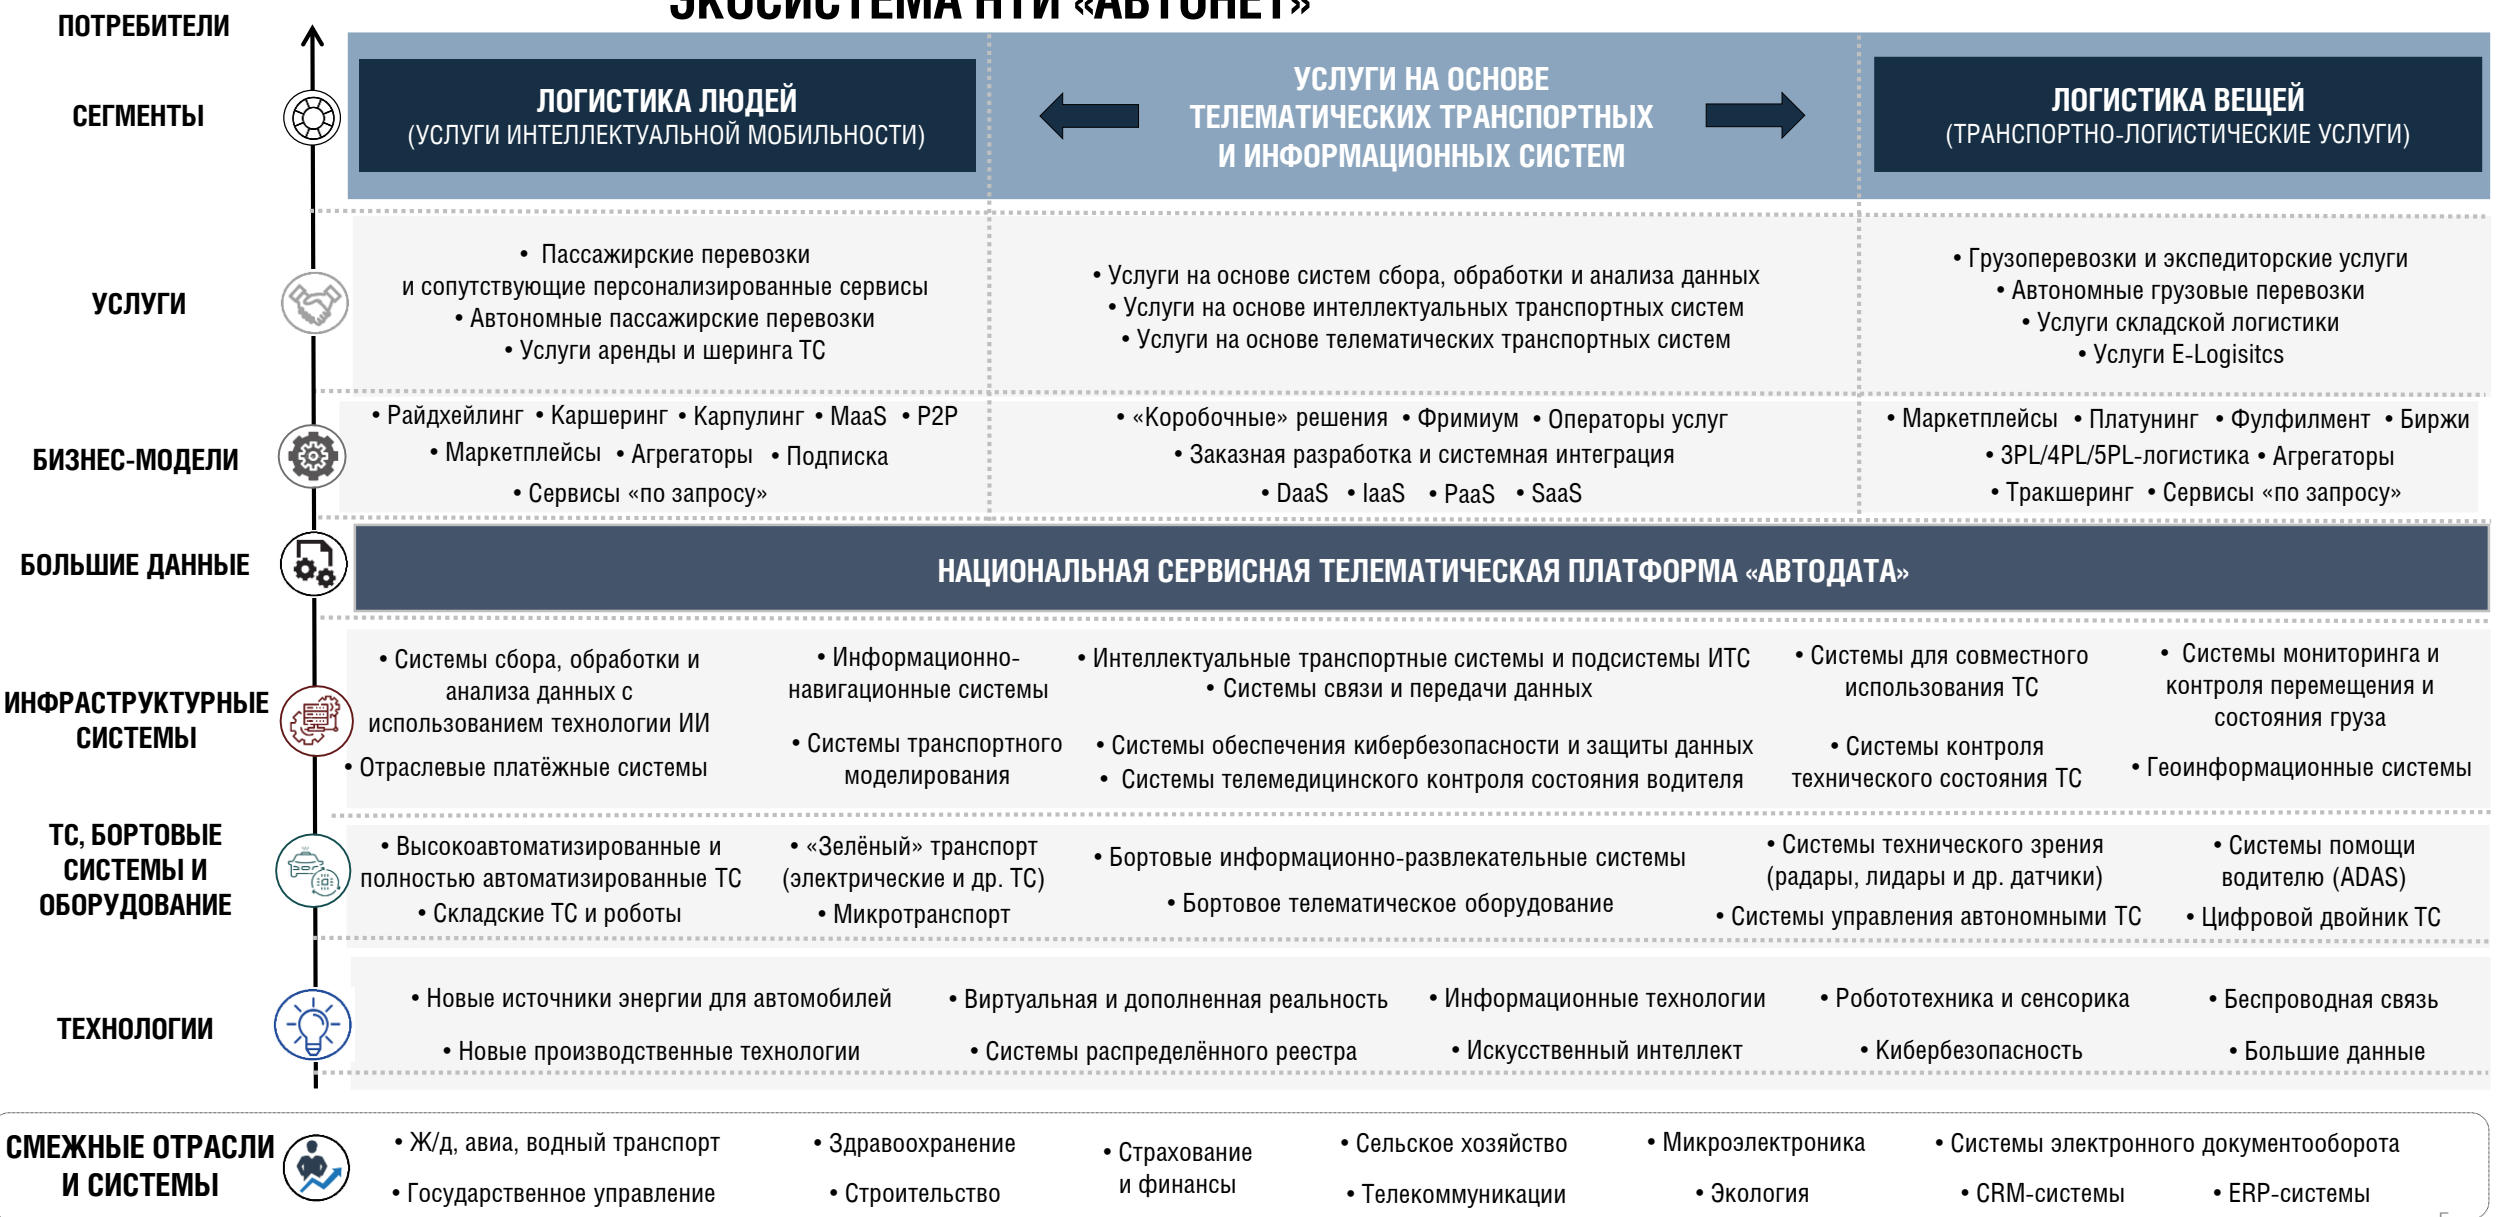 ЭКОСИСТЕМА НТИ «АВТОНЕТ»
ПОТРЕБИТЕЛИ
СЕГМЕНТЫ
ЛОГИСТИКА ЛЮДЕЙ
(УСЛУГИ ИНТЕЛЛЕКТУАЛЬНОЙ МОБИЛЬНОСТИ)
УСЛУГИ НА ОСНОВЕ
ТЕЛЕМАТИЧЕСКИХ ТРАНСПОРТНЫХ
И ИНФОРМАЦИОННЫХ СИСТЕМ
ЛОГИСТИКА ВЕЩЕЙ
(ТРАНСПОРТНО-ЛОГИСТИЧЕСКИЕ УСЛУГИ)
УСЛУГИ
• Пассажирские перевозки
и сопутствующие персонализированные сервисы
• Автономные пассажирские перевозки
• Услуги аренды и шеринга ТС
• Услуги на основе систем сбора, обработки и анализа данных
• Услуги на основе интеллектуальных транспортных систем
• Услуги на основе телематических транспортных систем
• Грузоперевозки и экспедиторские услуги
• Автономные грузовые перевозки
• Услуги складской логистики
• Услуги E-Logisitcs
БИЗНЕС-МОДЕЛИ
• Райдхейлинг • Каршеринг • Карпулинг • MaaS • P2P
• Маркетплейсы • Агрегаторы • Подписка
• Сервисы «по запросу»
• «Коробочные» решения • Фримиум • Операторы услуг
• Заказная разработка и системная интеграция
• DaaS • IaaS • PaaS • SaaS
• Маркетплейсы • Платунинг • Фулфилмент • Биржи
• 3PL/4PL/5PL-логистика • Агрегаторы
• Тракшеринг • Сервисы «по запросу»
БОЛЬШИЕ ДАННЫЕ
НАЦИОНАЛЬНАЯ СЕРВИСНАЯ ТЕЛЕМАТИЧЕСКАЯ ПЛАТФОРМА «АВТОДАТА»
ИНФРАСТРУКТУРНЫЕ
СИСТЕМЫ
• Системы сбора, обработки и
анализа данных с
использованием технологии ИИ
• Отраслевые платёжные системы
• Информационно-
навигационные системы
• Системы транспортного
моделирования
• Интеллектуальные транспортные системы и подсистемы ИТС
• Системы связи и передачи данных
• Системы обеспечения кибербезопасности и защиты данных
• Системы телемедицинского контроля состояния водителя
• Системы для совместного
использования ТС
• Системы контроля
технического состояния ТС
• Системы мониторинга и
контроля перемещения и
состояния груза
• Геоинформационные системы
ТС, БОРТОВЫЕ
СИСТЕМЫ И
ОБОРУДОВАНИЕ
• Высокоавтоматизированные и
полностью автоматизированные ТС
• Складские ТС и роботы
• «Зелёный» транспорт
(электрические и др. ТС)
• Микротранспорт
• Бортовые информационно-развлекательные системы
• Бортовое телематическое оборудование
• Системы технического зрения
(радары, лидары и др. датчики)
• Системы управления автономными ТС
• Системы помощи
водителю (ADAS)
• Цифровой двойник ТС
ТЕХНОЛОГИИ
• Новые источники энергии для автомобилей • Виртуальная и дополненная реальность • Информационные технологии • Робототехника и сенсорика • Беспроводная связь
• Новые производственные технологии • Системы распределённого реестра • Искусственный интеллект • Кибербезопасность • Большие данные
СМЕЖНЫЕ ОТРАСЛИ
И СИСТЕМЫ
• Ж/д, авиа, водный транспорт
• Государственное управление
• Здравоохранение
• Строительство
• Страхование
и финансы
• Сельское хозяйство
• Телекоммуникации
• Микроэлектроника
• Экология
• Системы электронного документооборота
• CRM-системы • ERP-системы